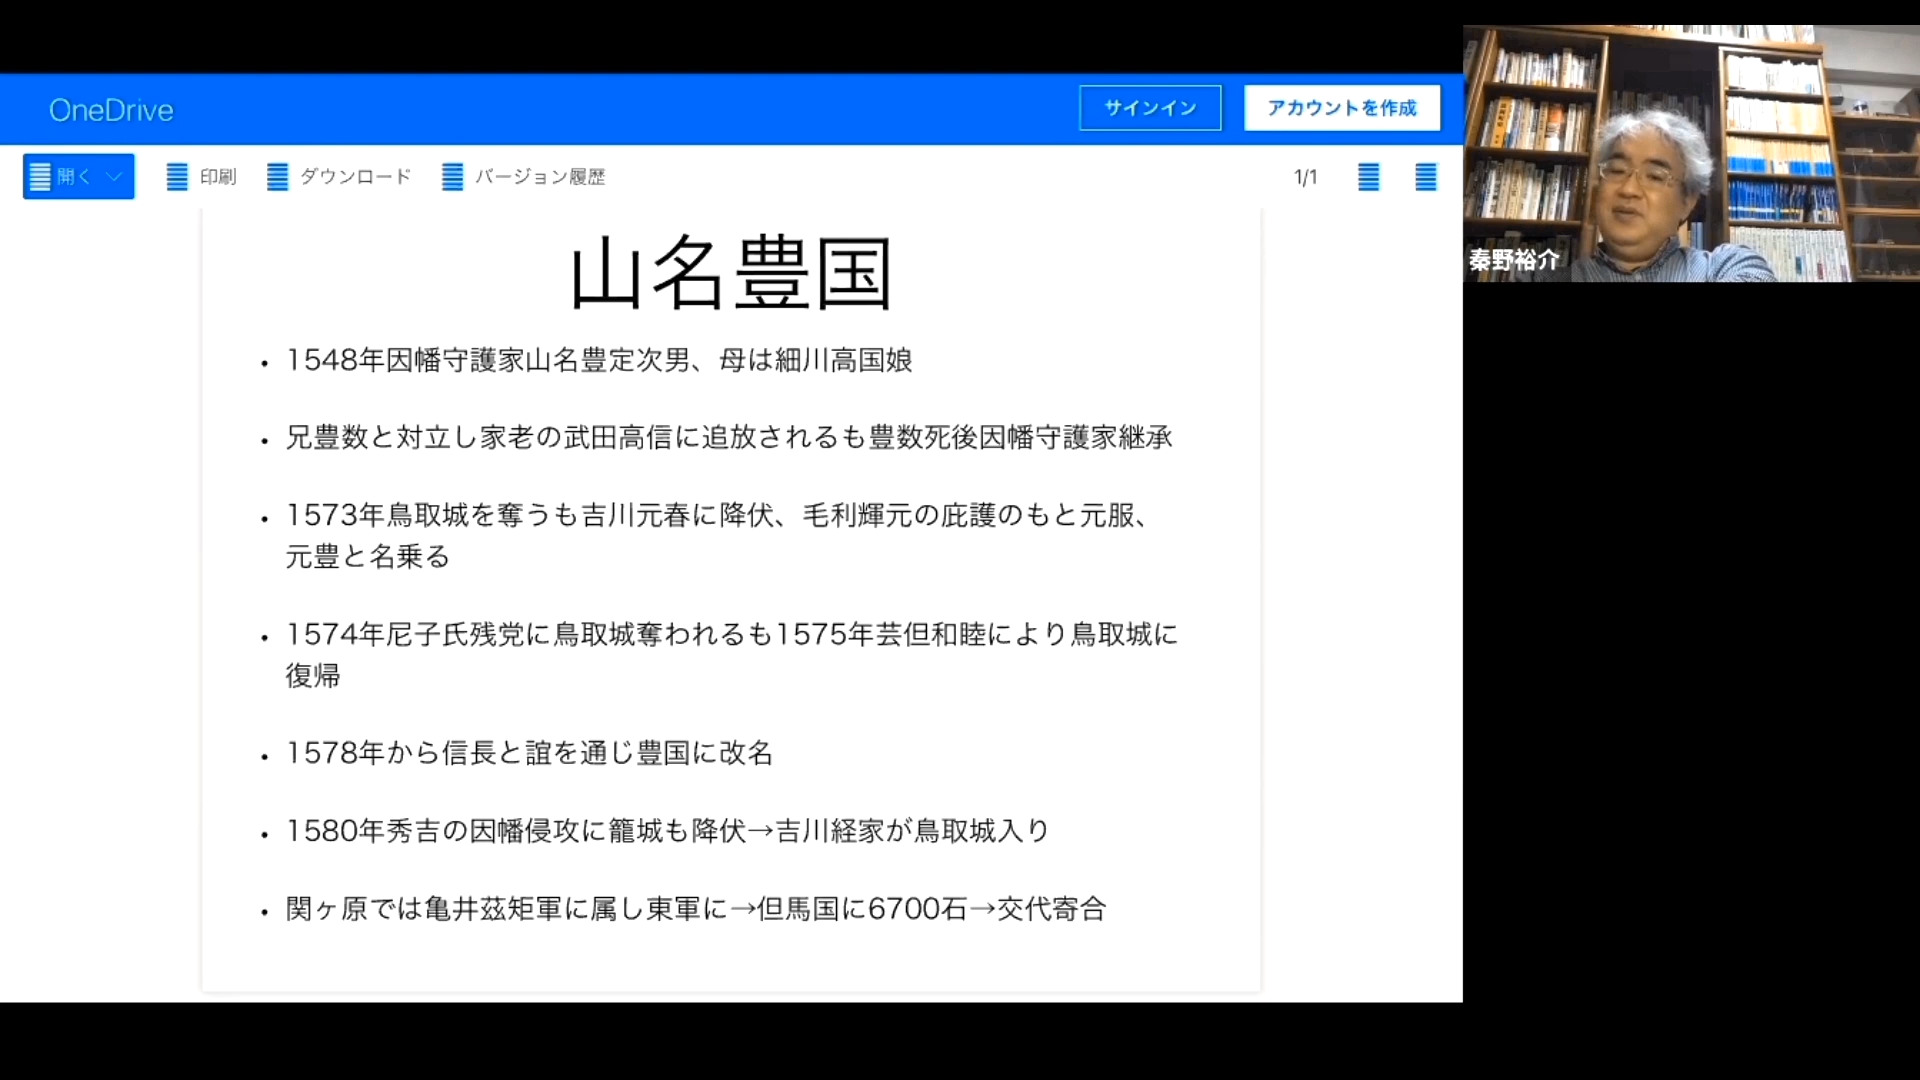 OneDrive
サインイン
アカウントを作成
開く
印刷
ダウンロード
バージョン履歴
1/1
山名豊国
・1548年因幡守護家山名豊定次男、母は細川高国娘
・兄豊数と対立し家老の武田高信に追放されるも豊数死後因幡守護家継承
・1573年鳥取城を奪うも吉川元春に降伏、毛利輝元の庇護のもと元服、
元豊と名乗る
・1574年尼子氏残党に鳥取城奪われるも1575年芸但和睦により鳥取城に
復帰
・1578年から信長と誼を通じ豊国に改名
・1580年秀吉の因幡侵攻に籠城も降伏→吉川経家が鳥取城入り
・関ヶ原では亀井茲矩軍に属し東軍に→但馬国に6700石→交代寄合
秦野裕介